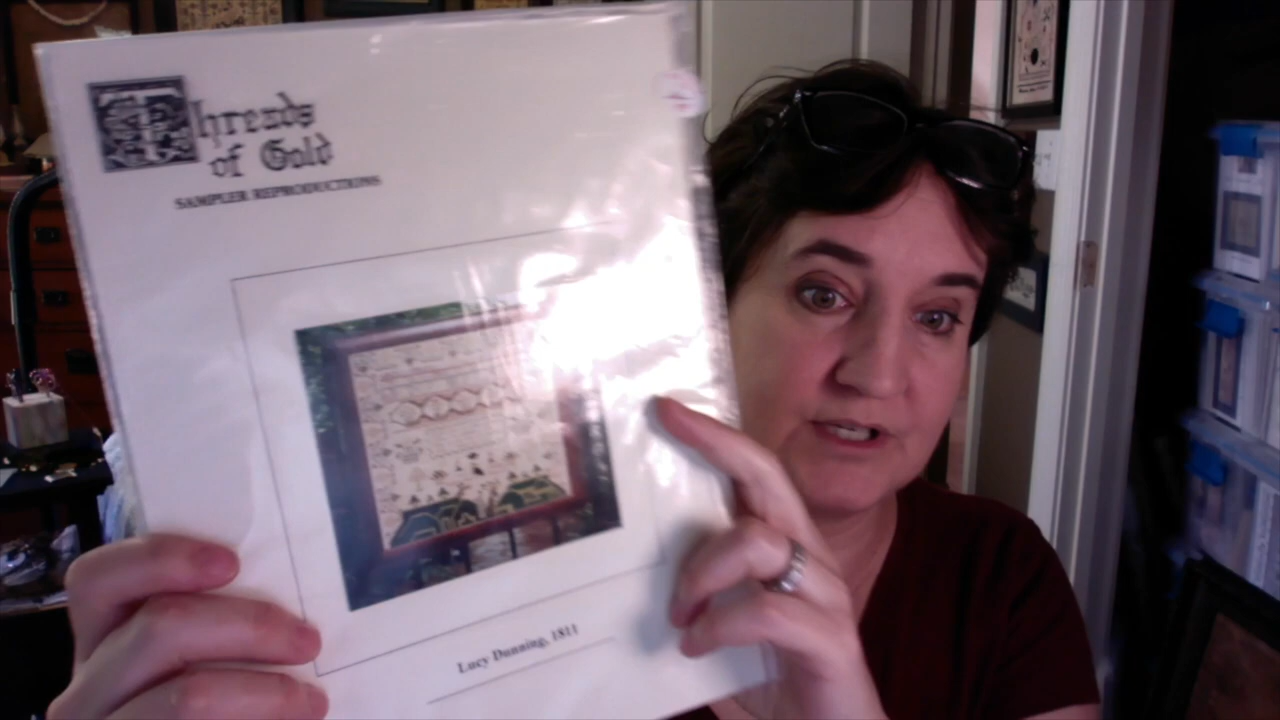 Threads
of Gold
SAMPLER REPRODUCTIONS
Lucy Dunning, 1811